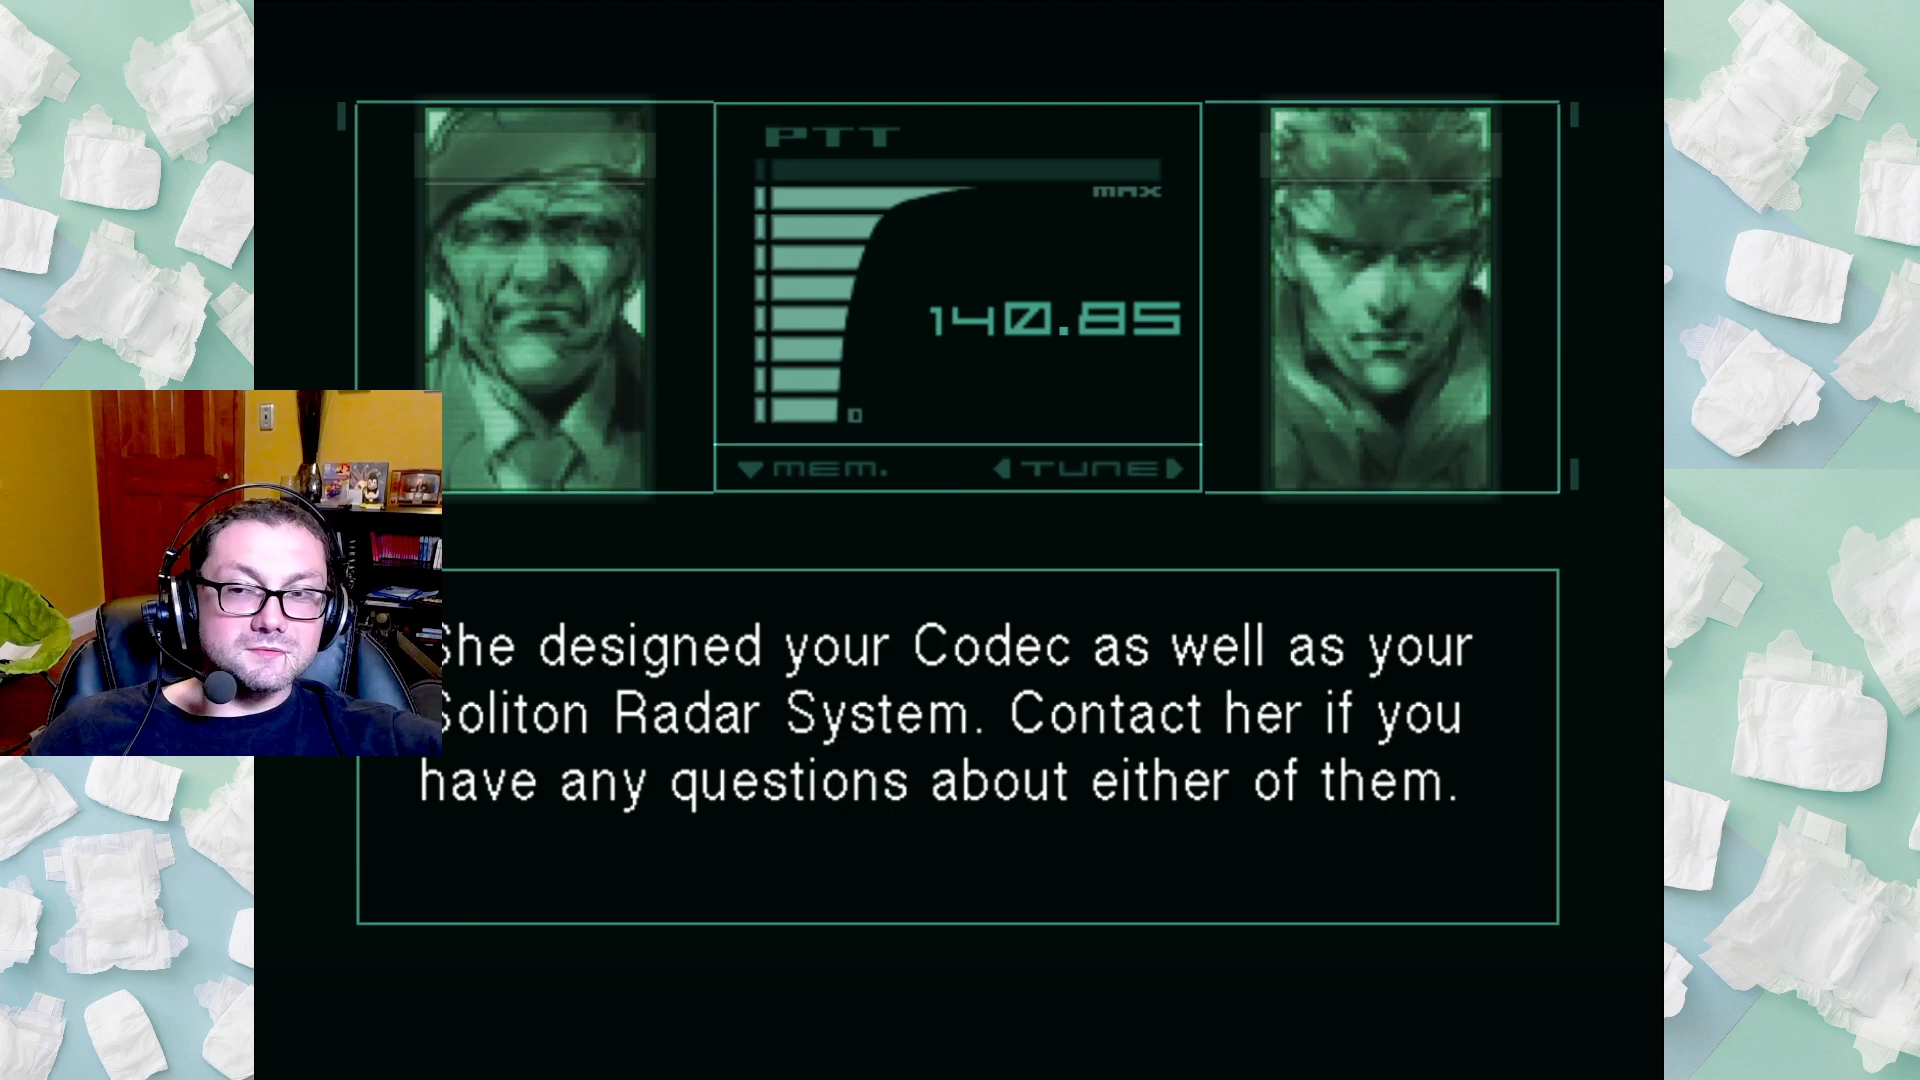 PTT
MAX
140.85
0
MEM.
TUNE
She designed your Codec as well as your
Soliton Radar System. Contact her if you
have any questions about either of them.